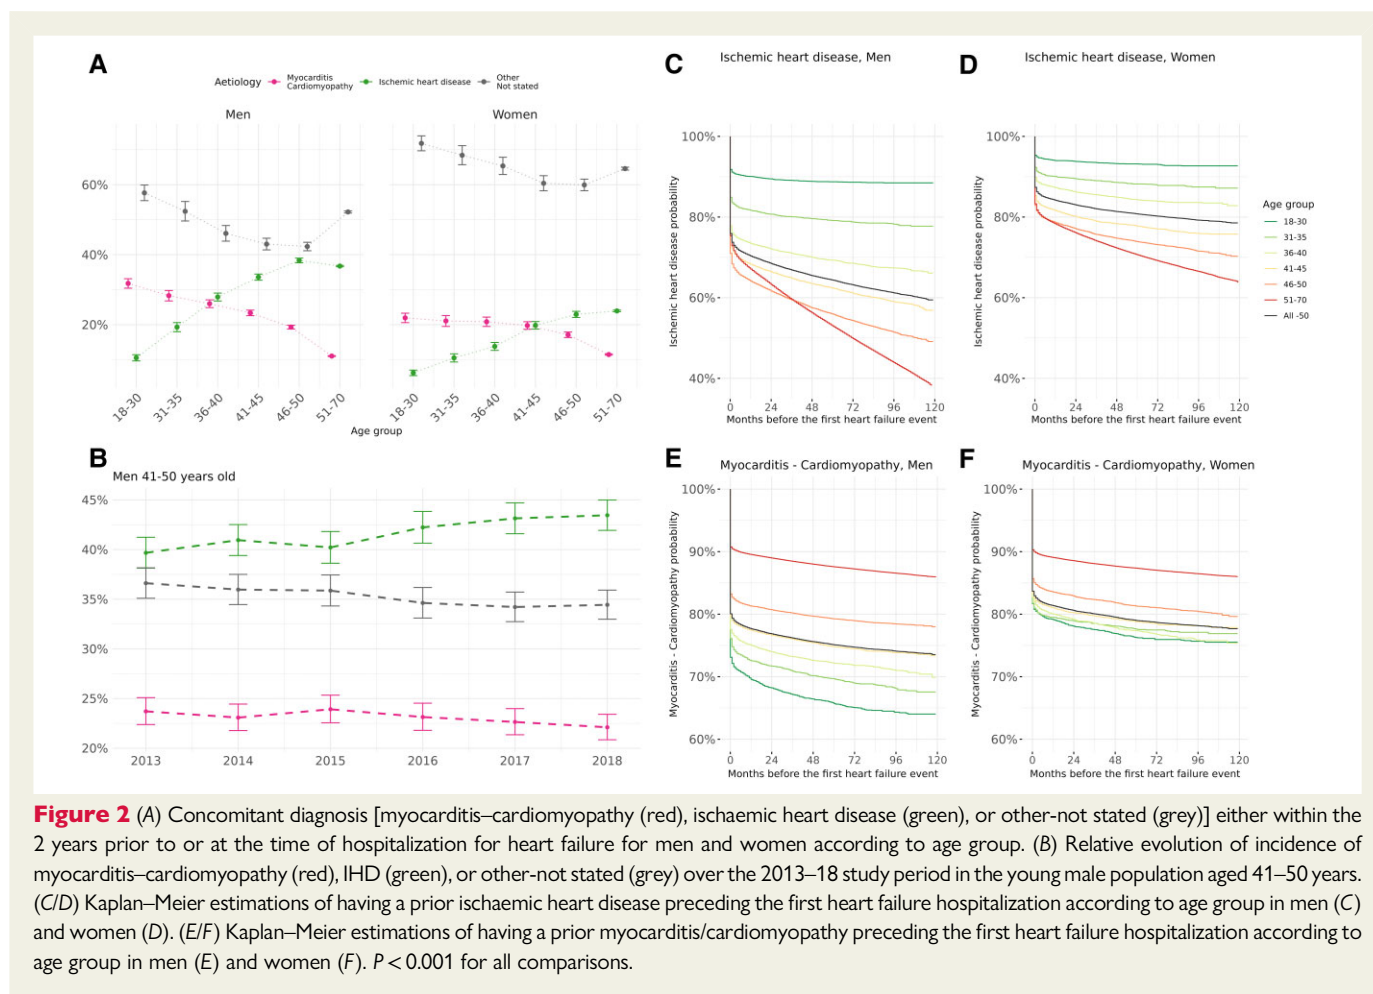 A
Aetiology
Myocarditis
Cardiomyopathy
Ischemic heart disease
Other
Not stated
Men
Women
60%
40%
20%
18-30
31-35
36-40
41-45
46-50
51-70
18-30
31-35
36-40
41-45
46-50
51-70
Age group
B
Men 41-50 years old
45%
40%
35%
30%
25%
20%
2013
2014
2015
2016
2017
2018
C
Ischemic heart disease, Men
Ischemic heart disease probability
100%
80%
60%
40%
0
24
48
72
96
120
Months before the first heart failure event
D
Ischemic heart disease, Women
Ischemic heart disease probability
100%
80%
60%
40%
0
24
48
72
96
120
Months before the first heart failure event
Age group
18-30
31-35
36-40
41-45
46-50
51-70
All -50
E
Myocarditis - Cardiomyopathy, Men
Myocarditis - Cardiomyopathy probability
100%
90%
80%
70%
60%
0
24
48
72
96
120
Months before the first heart failure event
F
Myocarditis - Cardiomyopathy, Women
Myocarditis - Cardiomyopathy probability
100%
90%
80%
70%
60%
0
24
48
72
96
120
Months before the first heart failure event
Figure 2 (A) Concomitant diagnosis [myocarditis–cardiomyopathy (red), ischaemic heart disease (green), or other-not stated (grey)] either within the
2 years prior to or at the time of hospitalization for heart failure for men and women according to age group. (B) Relative evolution of incidence of
myocarditis–cardiomyopathy (red), IHD (green), or other-not stated (grey) over the 2013–18 study period in the young male population aged 41–50 years.
(C/D) Kaplan–Meier estimations of having a prior ischaemic heart disease preceding the first heart failure hospitalization according to age group in men (C)
and women (D). (E/F) Kaplan–Meier estimations of having a prior myocarditis/cardiomyopathy preceding the first heart failure hospitalization according to
age group in men (E) and women (F). P < 0.001 for all comparisons.